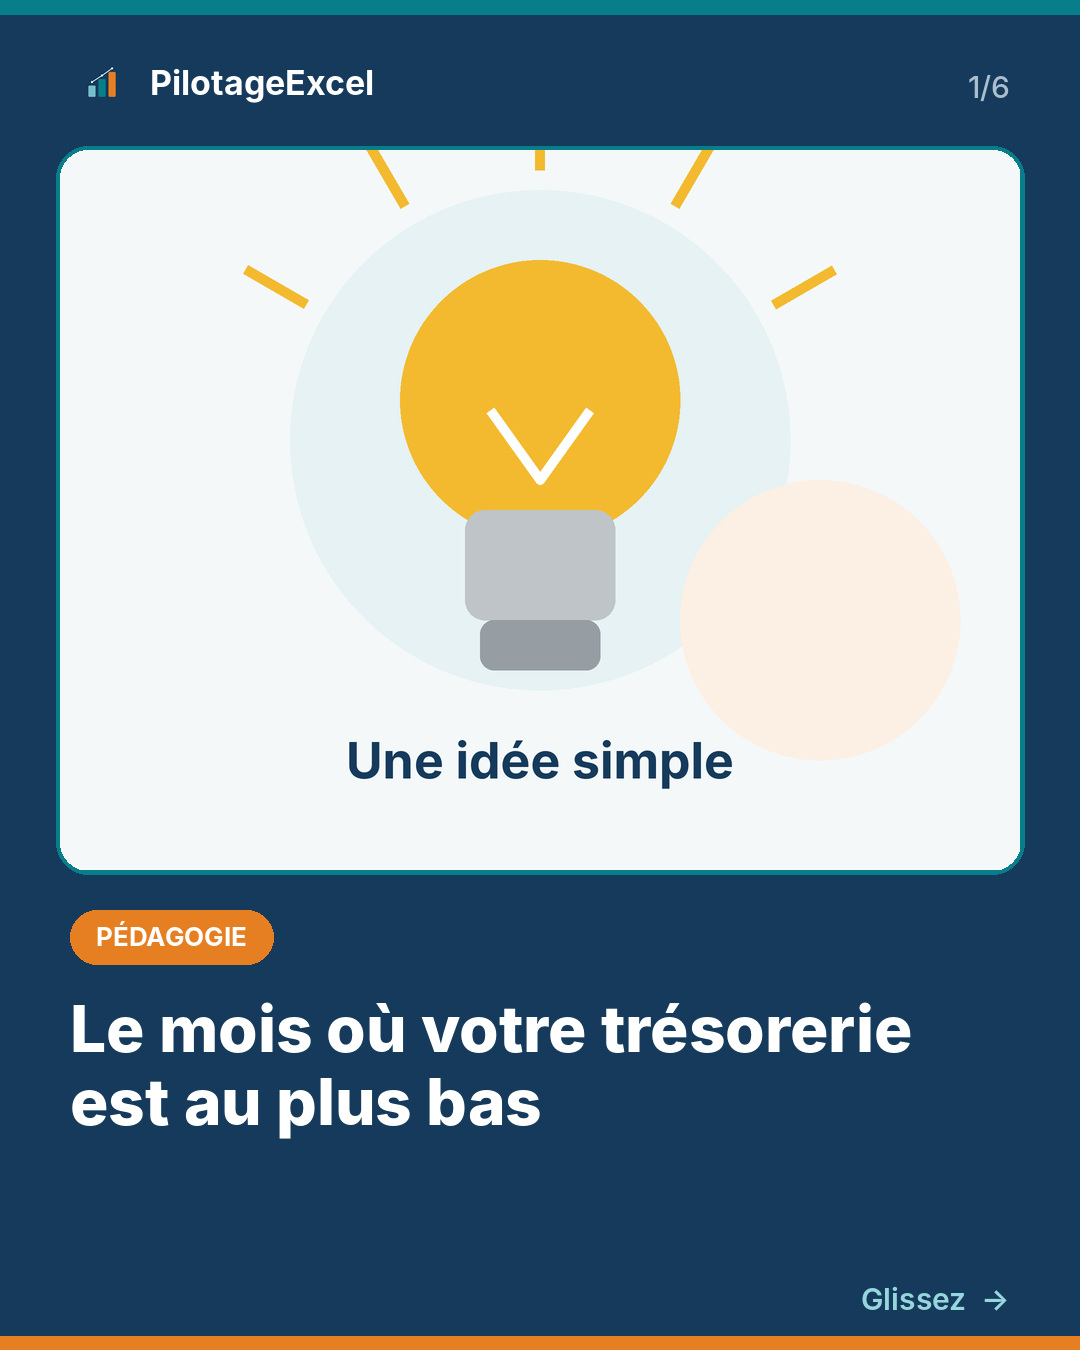 PilotageExcel
1/6
Une idée simple
PÉDAGOGIE
Le mois où votre trésorerie
est au plus bas
Glissez →